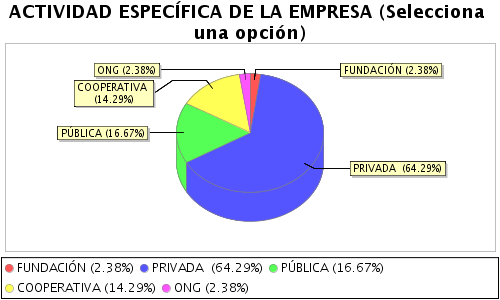 ACTIVIDAD ESPECÍFICA DE LA EMPRESA (Selecciona
una opción)
ONG (2.38%)
FUNDACIÓN (2.38%)
COOPERATIVA
(14.29%)
PÚBLICA (16.67%)
PRIVADA  (64.29%)
FUNDACIÓN (2.38%) PRIVADA  (64.29%) PÚBLICA (16.67%)
COOPERATIVA (14.29%) ONG (2.38%)